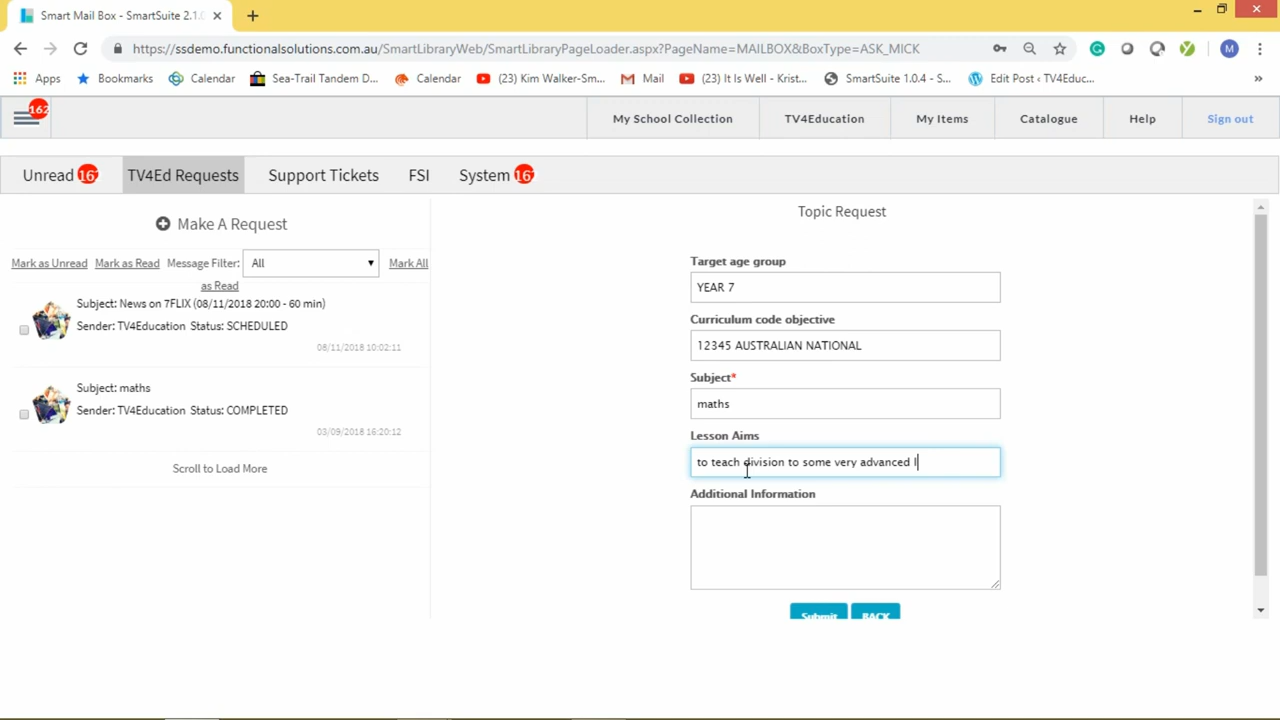 Smart Mail Box - SmartSuite 2.1.
https://ssdemo.functionalsolutions.com.au/SmartLibraryWeb/SmartLibraryPageLoader.aspx?PageName=MAILBOX&BoxType=ASK_MICK
M
Apps Bookmarks Calendar Sea-Trail Tandem D... Calendar (23) Kim Walker-Sm... Mail (23) It Is Well - Krist... SmartSuite 1.0.4 - S... Edit Post ‹ TV4Educ... »
162
My School Collection TV4Education My Items Catalogue Help Sign out
Unread 16 TV4Ed Requests Support Tickets FSI System 16
Make A Request
Mark as Unread Mark as Read Message Filter: All Mark All
as Read
Subject: News on 7FLIX (08/11/2018 20:00 - 60 min)
Sender: TV4Education Status: SCHEDULED
08/11/2018 10:02:11
Subject: maths
Sender: TV4Education Status: COMPLETED
03/09/2018 16:20:12
Scroll to Load More
Topic Request
Target age group
YEAR 7
Curriculum code objective
12345 AUSTRALIAN NATIONAL
Subject*
maths
Lesson Aims
to teach division to some very advanced l
Additional Information
Submit BACK